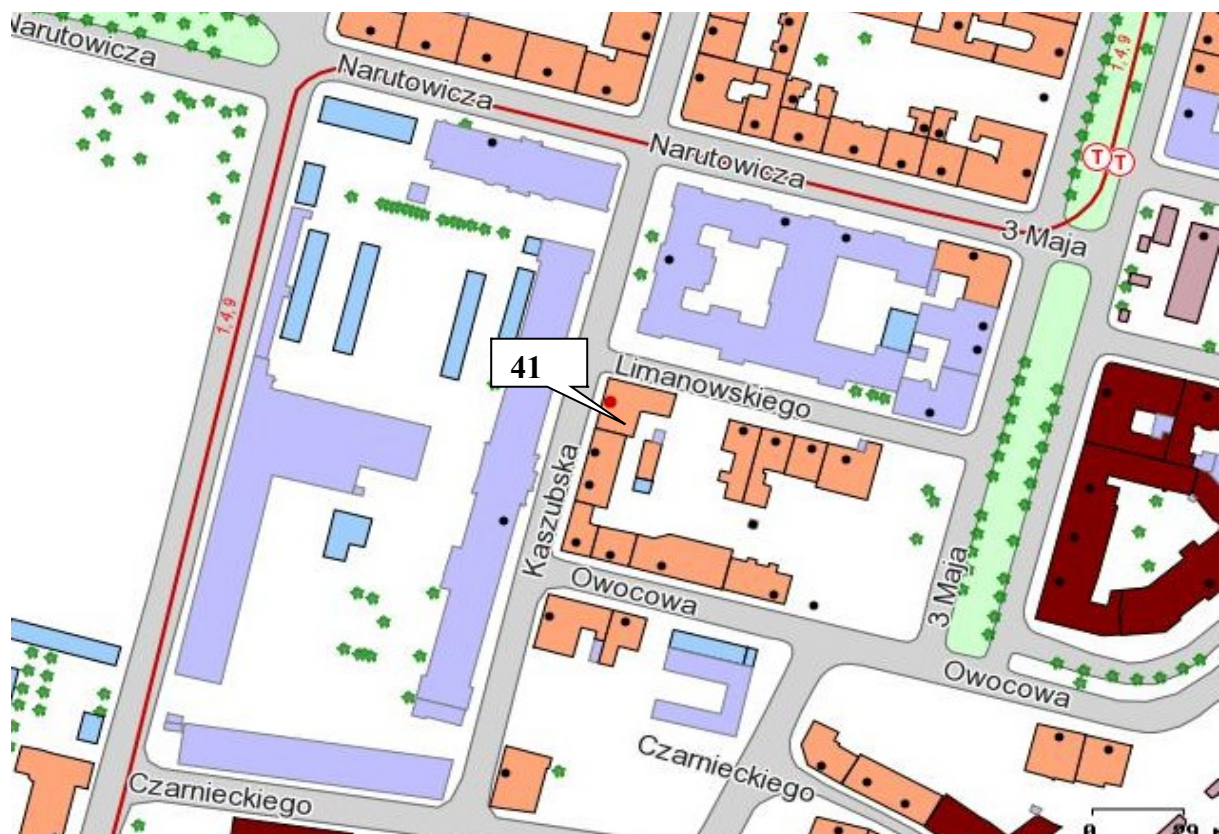 Narutowicza
Narutowicza
1,4,9
Narutowicza
T T
3 Maja
1,4,9
41
Limanowskiego
Kaszubska
3 Maja
Owocowa
Owocowa
Czarnieckiego
Czarnieckiego